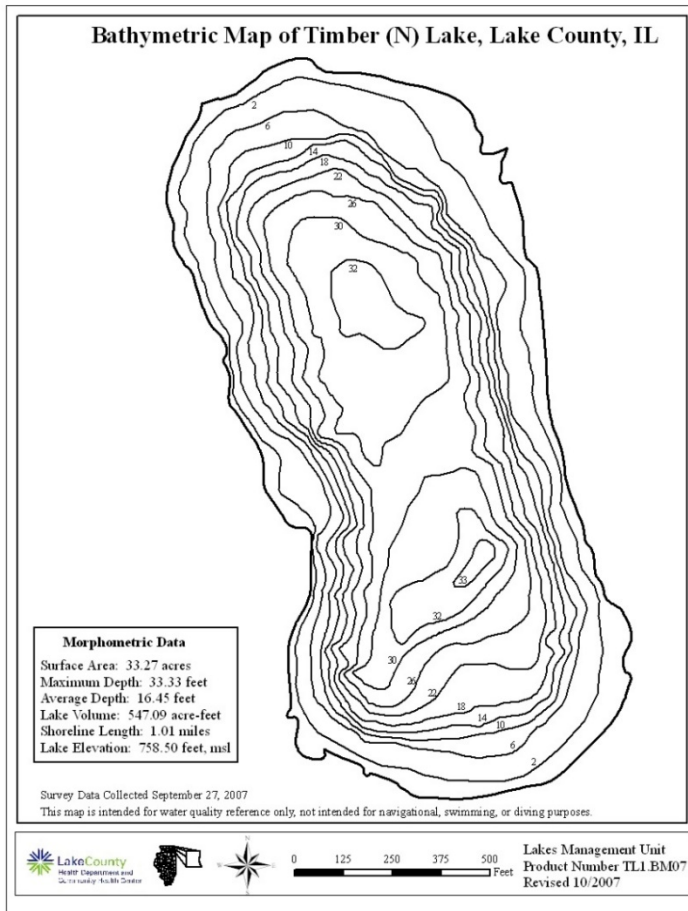 Bathymetric Map of Timber (N) Lake, Lake County, IL
2
6
10
14
18
22
26
30
32
33
32
30
26
22
18
14
10
6
2
Morphometric Data
Surface Area: 33.27 acres
Maximum Depth: 33.33 feet
Average Depth: 16.45 feet
Lake Volume: 547.09 acre-feet
Shoreline Length: 1.01 miles
Lake Elevation: 758.50 feet, msl
Survey Data Collected September 27, 2007
This map is intended for water quality reference only, not intended for navigational, swimming, or diving purposes.
LakeCounty
Health Department and
Community Health Center
N
W
E
S
0 125 250 375 500
Feet
Lakes Management Unit
Product Number TL1.BM07
Revised 10/2007